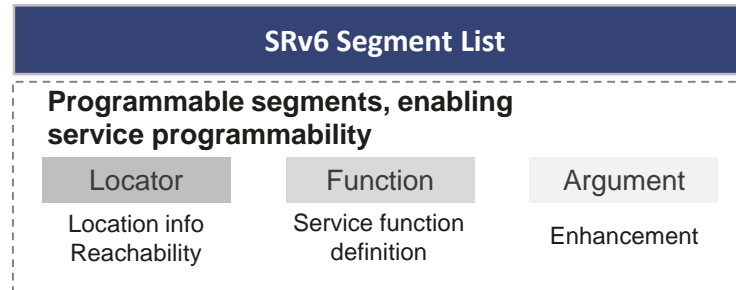 SRv6 Segment List
Programmable segments, enabling
service programmability
Locator
Function
Argument
Location info
Reachability
Service function
definition
Enhancement